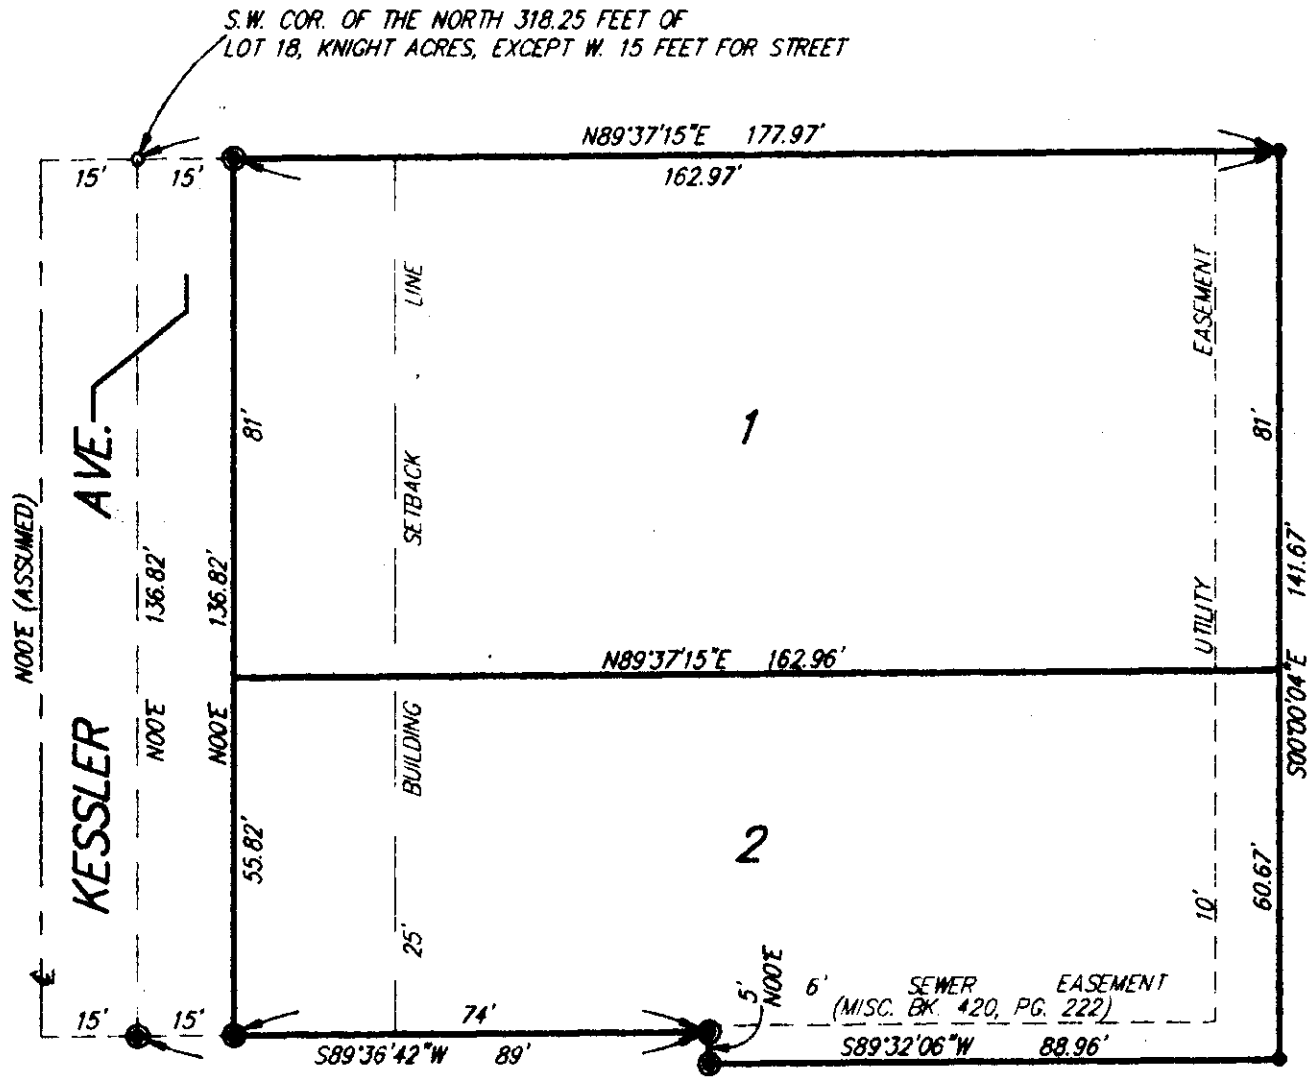 S.W. COR. OF THE NORTH 318.25 FEET OF
LOT 18, KNIGHT ACRES, EXCEPT W. 15 FEET FOR STREET
N89°37'15"E 177.97'
15' 15' 162.97'
LINE
EASEMENT
AVE.
81'
1
81'
SETBACK
N00'E (ASSUMED)
136.82'
136.82'
141.67'
UTILITY
N89°37'15"E 162.96'
N00'E
N00'E
S00°00'04"E
BUILDING
KESSLER
55.82'
2
60.67'
10'
25'
5'
N00'E
6' SEWER EASEMENT
(MISC. BK. 420, PG. 222)
15' 15' 74'
S89°36'42"W 89'
S89°32'06"W 88.96'